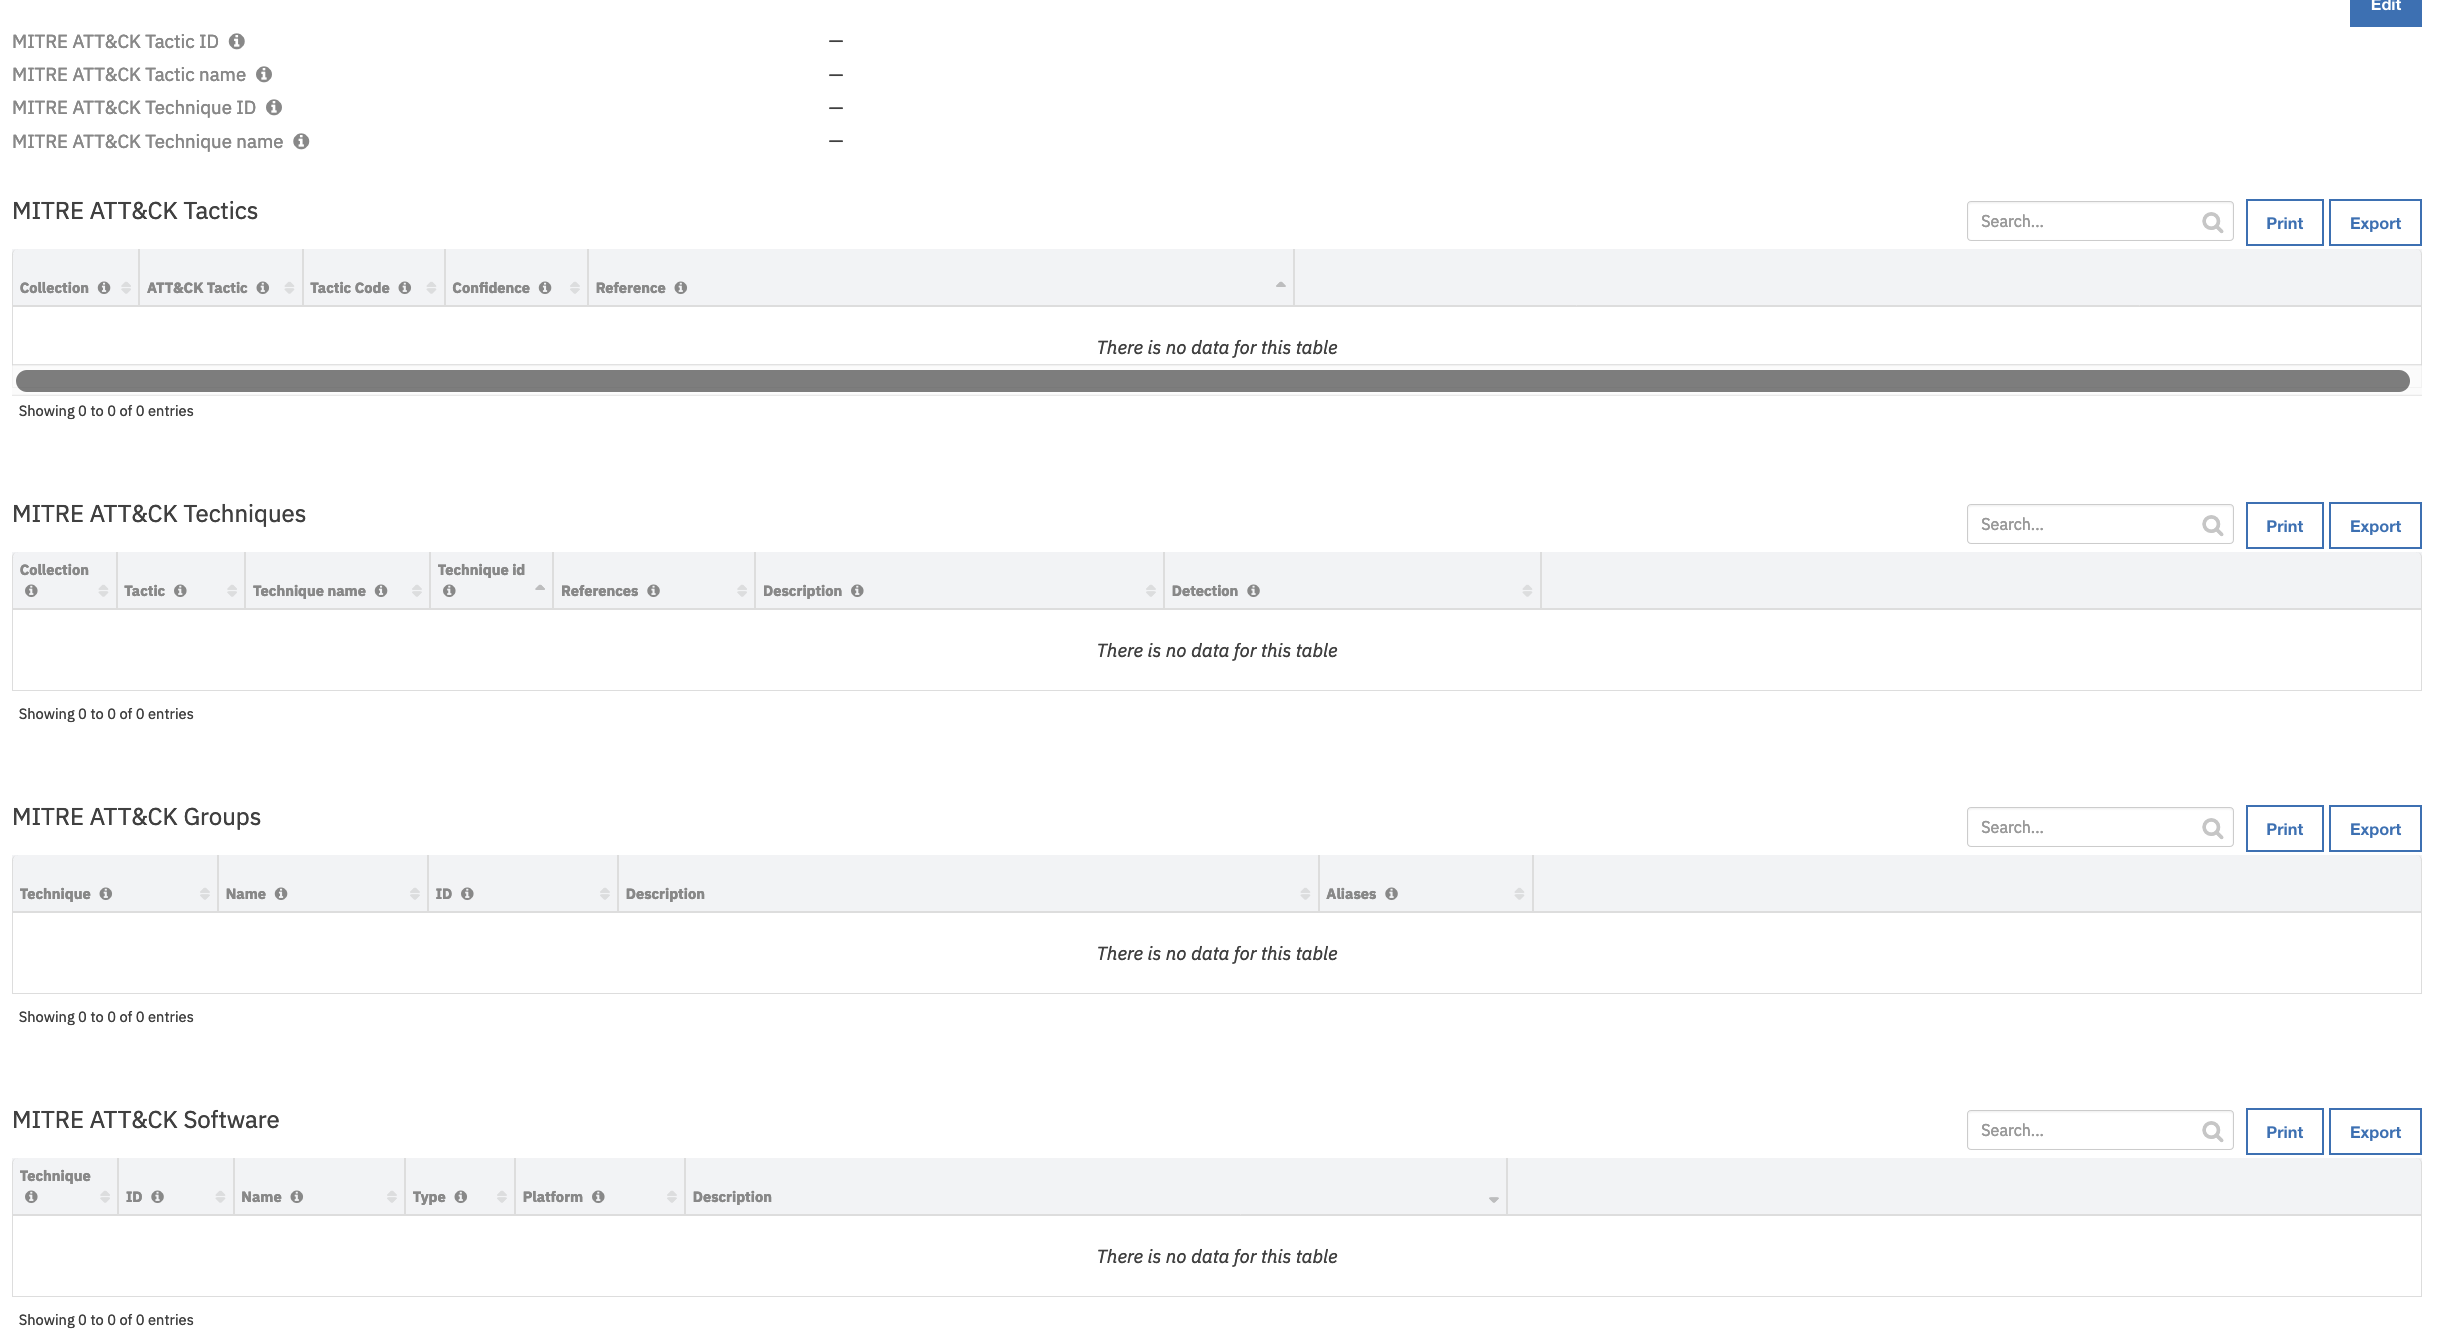 Edit
MITRE ATT&CK Tactic ID —
MITRE ATT&CK Tactic name —
MITRE ATT&CK Technique ID —
MITRE ATT&CK Technique name —
MITRE ATT&CK Tactics
Search... Print Export
Collection ATT&CK Tactic Tactic Code Confidence Reference
There is no data for this table
Showing 0 to 0 of 0 entries
MITRE ATT&CK Techniques
Search... Print Export
Collection Tactic Technique name Technique id References Description Detection
There is no data for this table
Showing 0 to 0 of 0 entries
MITRE ATT&CK Groups
Search... Print Export
Technique Name ID Description Aliases
There is no data for this table
Showing 0 to 0 of 0 entries
MITRE ATT&CK Software
Search... Print Export
Technique ID Name Type Platform Description
There is no data for this table
Showing 0 to 0 of 0 entries